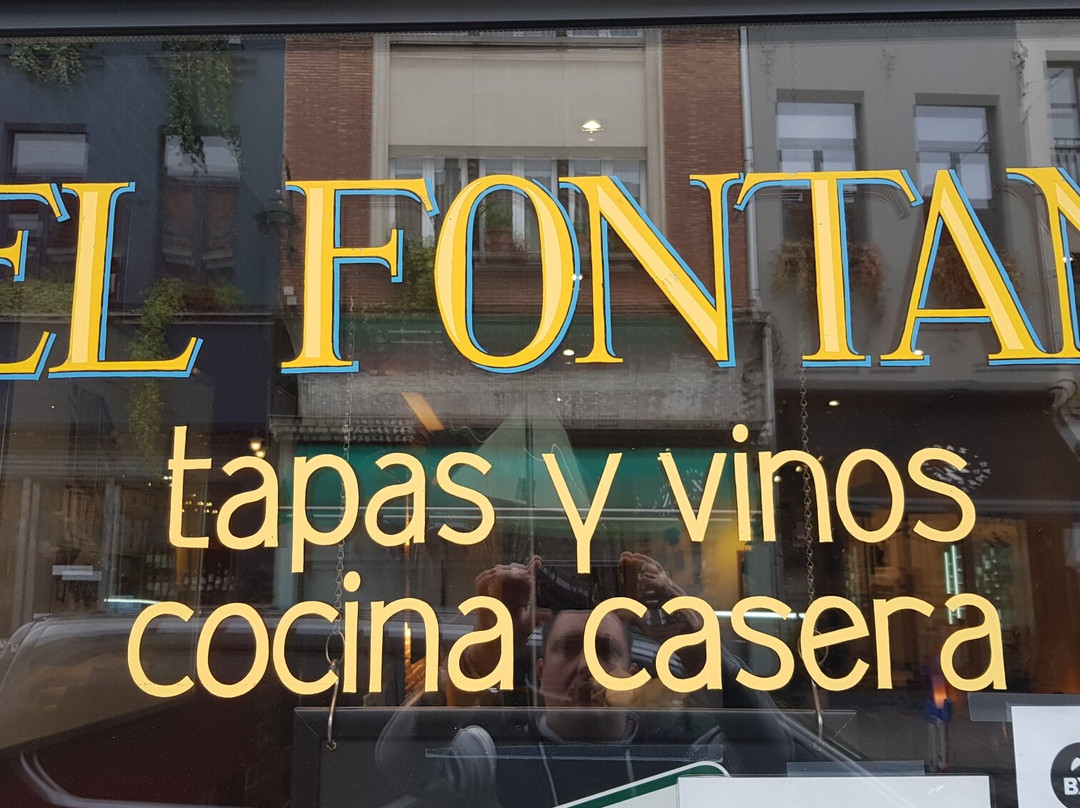 EL FONTAN
tapas y vinos
cocina casera